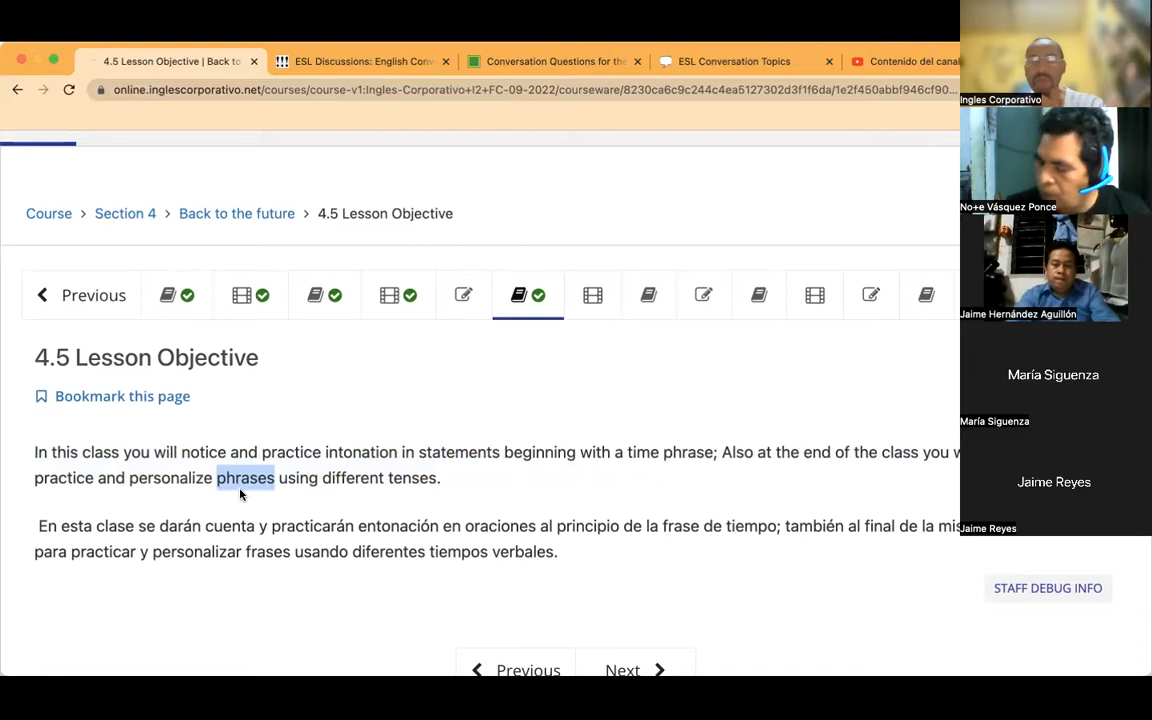 4.5 Lesson Objective | Back to
ESL Discussions: English Con
Conversation Questions for the
ESL Conversation Topics
Contenido del canal
online.inglescorporativo.net/courses/course-v1:Ingles-Corporativo+I2+FC-09-2022/courseware/8230ca6c9c244c4ea5127302d3f1f6da/1e2f450abbf946cf90...
Course > Section 4 > Back to the future > 4.5 Lesson Objective
Previous
4.5 Lesson Objective
Bookmark this page
In this class you will notice and practice intonation in statements beginning with a time phrase; Also at the end of the class you w
practice and personalize phrases using different tenses.
En esta clase se darán cuenta y practicarán entonación en oraciones al principio de la frase de tiempo; también al final de la mis
para practicar y personalizar frases usando diferentes tiempos verbales.
STAFF DEBUG INFO
Previous
Next
Ingles Corporativo
No+e Vásquez Ponce
Jaime Hernández Aguillón
María Siguenza
María Siguenza
Jaime Reyes
Jaime Reyes